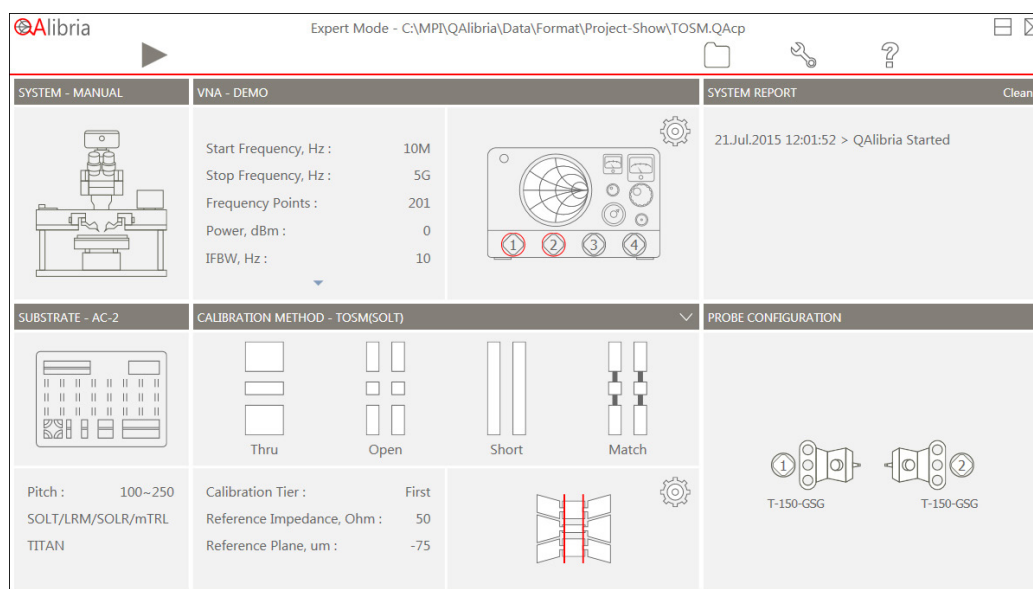 QAlibria
Expert Mode - C:\MPI\QAlibria\Data\Format\Project-Show\TOSM.QAcp
SYSTEM - MANUAL
VNA - DEMO
SYSTEM REPORT
Clean
Start Frequency, Hz : 10M
Stop Frequency, Hz : 5G
Frequency Points : 201
Power, dBm : 0
IFBW, Hz : 10
1 2 3 4
21.Jul.2015 12:01:52 > QAlibria Started
SUBSTRATE - AC-2
CALIBRATION METHOD - TOSM(SOLT)
PROBE CONFIGURATION
Thru Open Short Match
Pitch : 100~250
SOLT/LRM/SOLR/mTRL
TITAN
Calibration Tier : First
Reference Impedance, Ohm : 50
Reference Plane, um : -75
1 2
T-150-GSG T-150-GSG